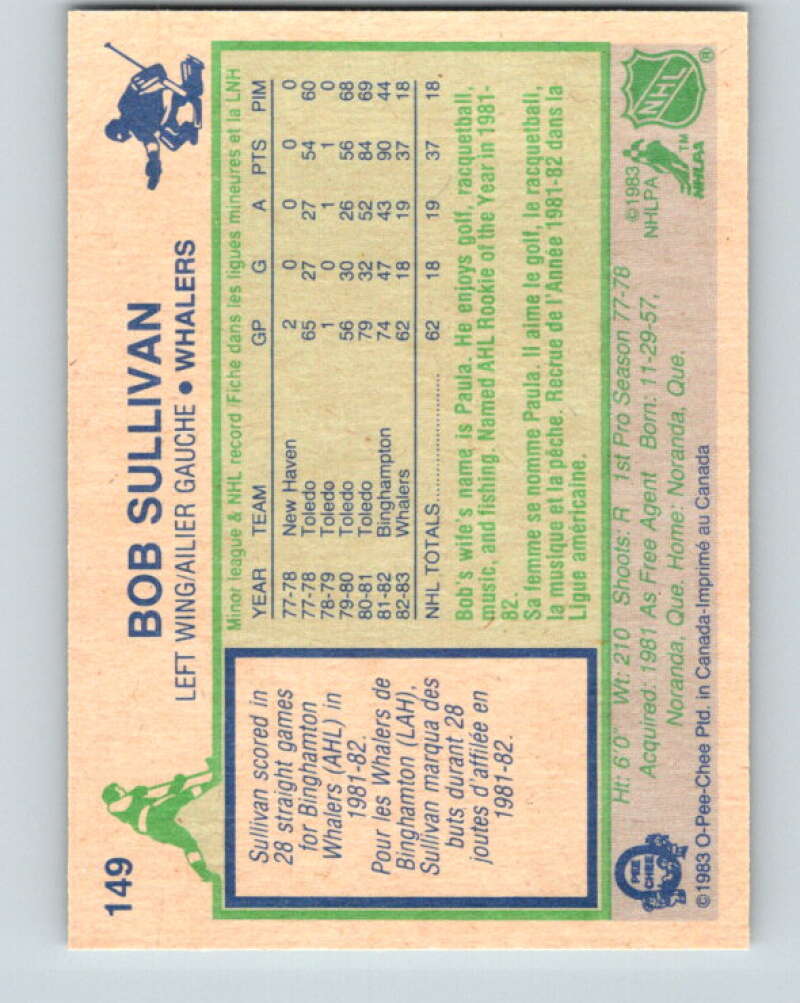 149
BOB SULLIVAN
LEFT WING/AILIER GAUCHE • WHALERS
Sullivan scored in
28 straight games
for Binghamton
Whalers (AHL) in
1981-82.
Pour les Whalers de
Binghamton (LAH),
Sullivan marqua des
buts durant 28
joutes d'affilée en
1981-82.
Minor league & NHL record/Fiche dans les ligues mineures et la LNH
YEAR TEAM GP G A PTS PIM
77-78 New Haven 2 0 0 0 0
77-78 Toledo 65 27 27 54 60
78-79 Toledo 1 0 1 1 0
79-80 Toledo 56 30 26 56 68
80-81 Toledo 79 32 52 84 69
81-82 Binghampton 74 47 43 90 44
82-83 Whalers 62 18 19 37 18
NHL TOTALS 62 18 19 37 18
Bob's wife's name is Paula. He enjoys golf, racquetball,
music, and fishing. Named AHL Rookie of the Year in 1981-
82.
Sa femme se nomme Paula. Il aime le golf, le racquetball,
la musique et la pêche. Recrue de l'Année 1981-82 dans la
Ligue américaine.
PEE
CHEE
Ht: 6'0" Wt: 210 Shoots: R 1st Pro Season 77-78
Acquired: 1981 As Free Agent Born: 11-29-57,
Noranda, Que. Home: Noranda, Que.
©1983
NHLPA
NHL
®
NHLPA
™
©1983 O-Pee-Chee Ptd. in Canada-Imprimé au Canada